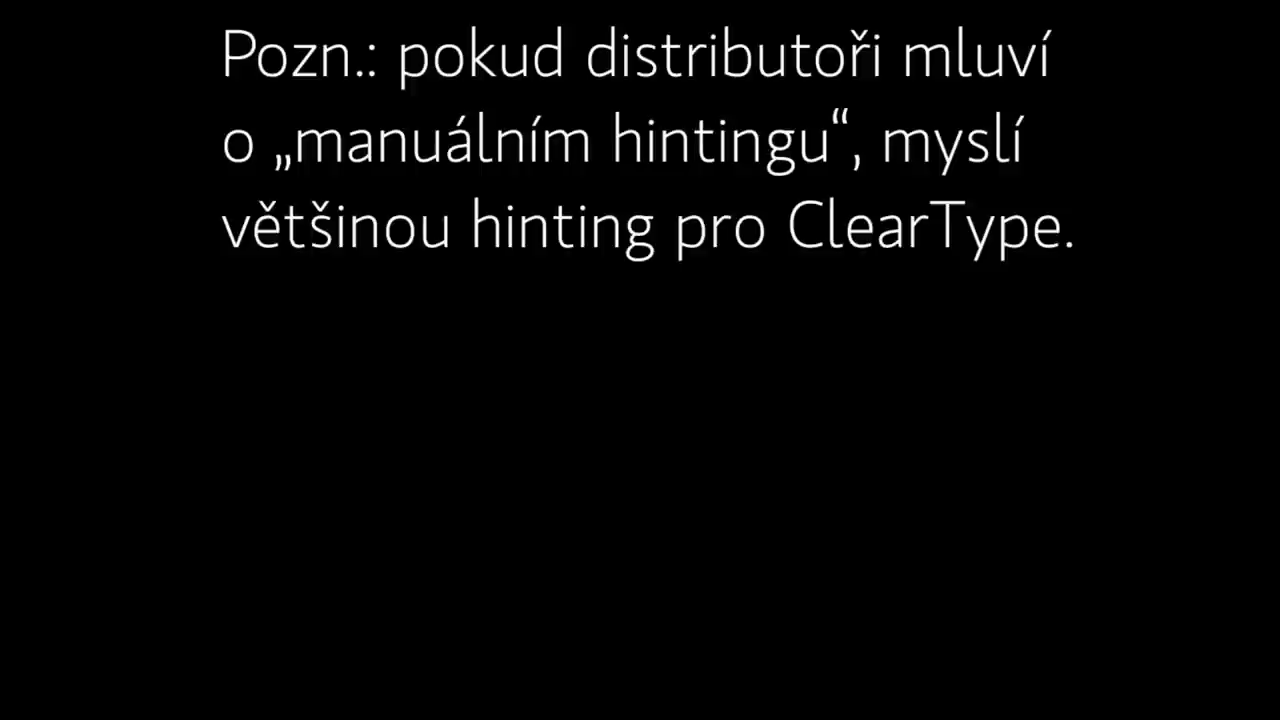 Pozn.: pokud distributoři mluví
o „manuálním hintingu“, myslí
většinou hinting pro ClearType.